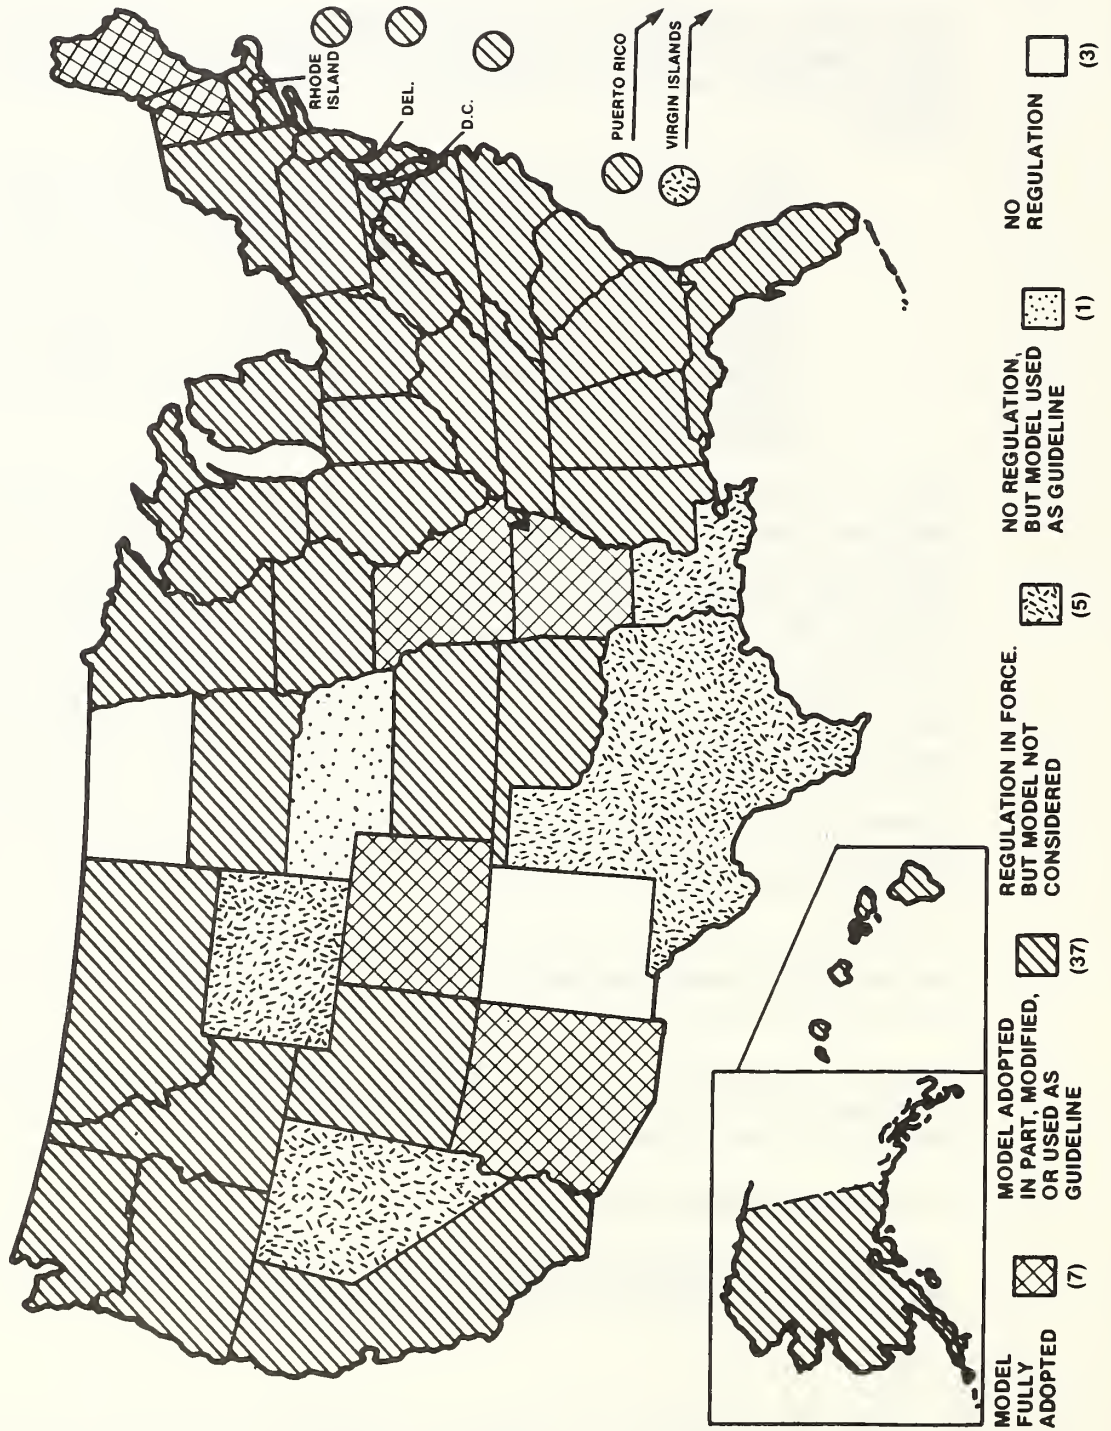 RHODE
ISLAND
DEL.
D.C.
PUERTO RICO
VIRGIN ISLANDS
MODEL
FULLY
ADOPTED
(7)
MODEL ADOPTED
IN PART, MODIFIED,
OR USED AS
GUIDELINE
(37)
REGULATION IN FORCE.
BUT MODEL NOT
CONSIDERED
(5)
NO REGULATION,
BUT MODEL USED
AS GUIDELINE
(1)
NO
REGULATION
(3)